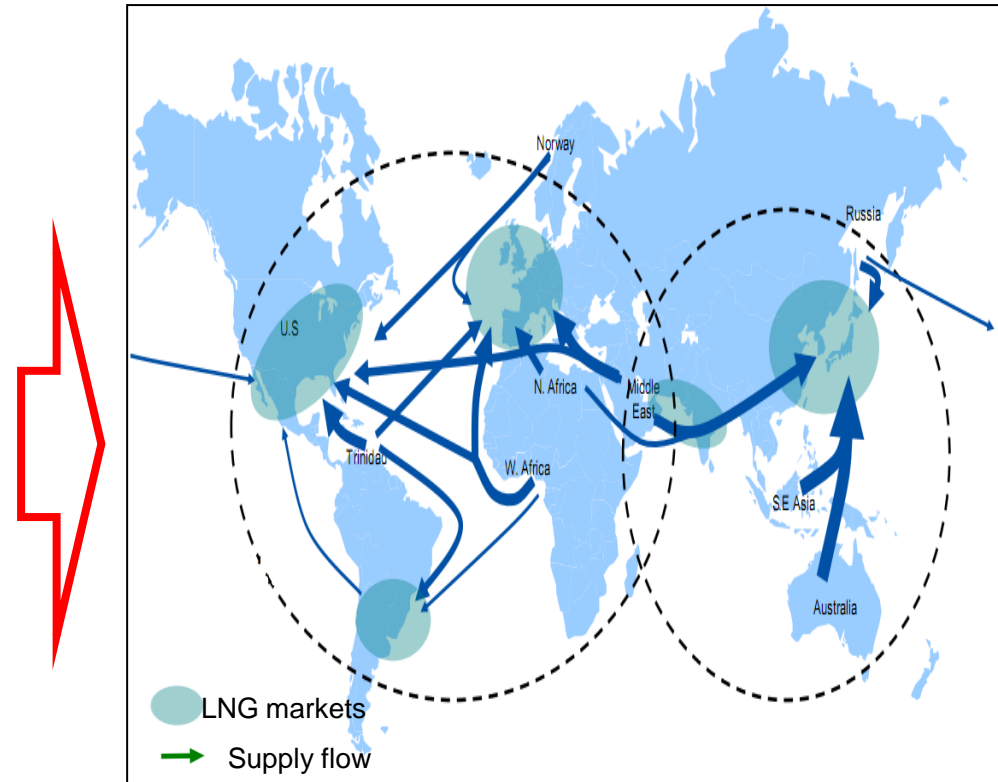 Norway
Russia
U.S
N. Africa
Middle
East
Trinidad
W. Africa
S.E Asia
Australia
LNG markets
Supply flow